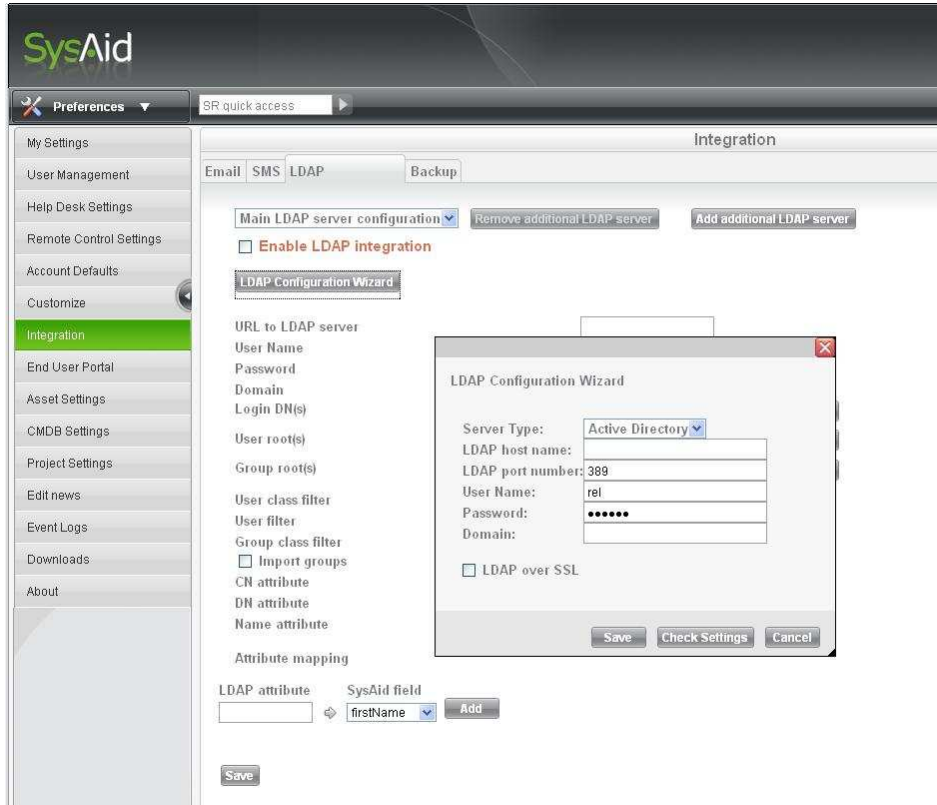 SysAid
Preferences
SR quick access
My Settings
User Management
Help Desk Settings
Remote Control Settings
Account Defaults
Customize
Integration
End User Portal
Asset Settings
CMDB Settings
Project Settings
Edit news
Event Logs
Downloads
About
Integration
Email SMS LDAP Backup
Main LDAP server configuration Remove additional LDAP server Add additional LDAP server
Enable LDAP integration
LDAP Configuration Wizard
URL to LDAP server
User Name
Password
Domain
Login DN(s)
User root(s)
Group root(s)
User class filter
User filter
Group class filter
Import groups
CN attribute
DN attribute
Name attribute
Attribute mapping
LDAP attribute SysAid field
firstName Add
Save
LDAP Configuration Wizard
Server Type: Active Directory
LDAP host name:
LDAP port number: 389
User Name: rel
Password: ••••••
Domain:
LDAP over SSL
Save Check Settings Cancel